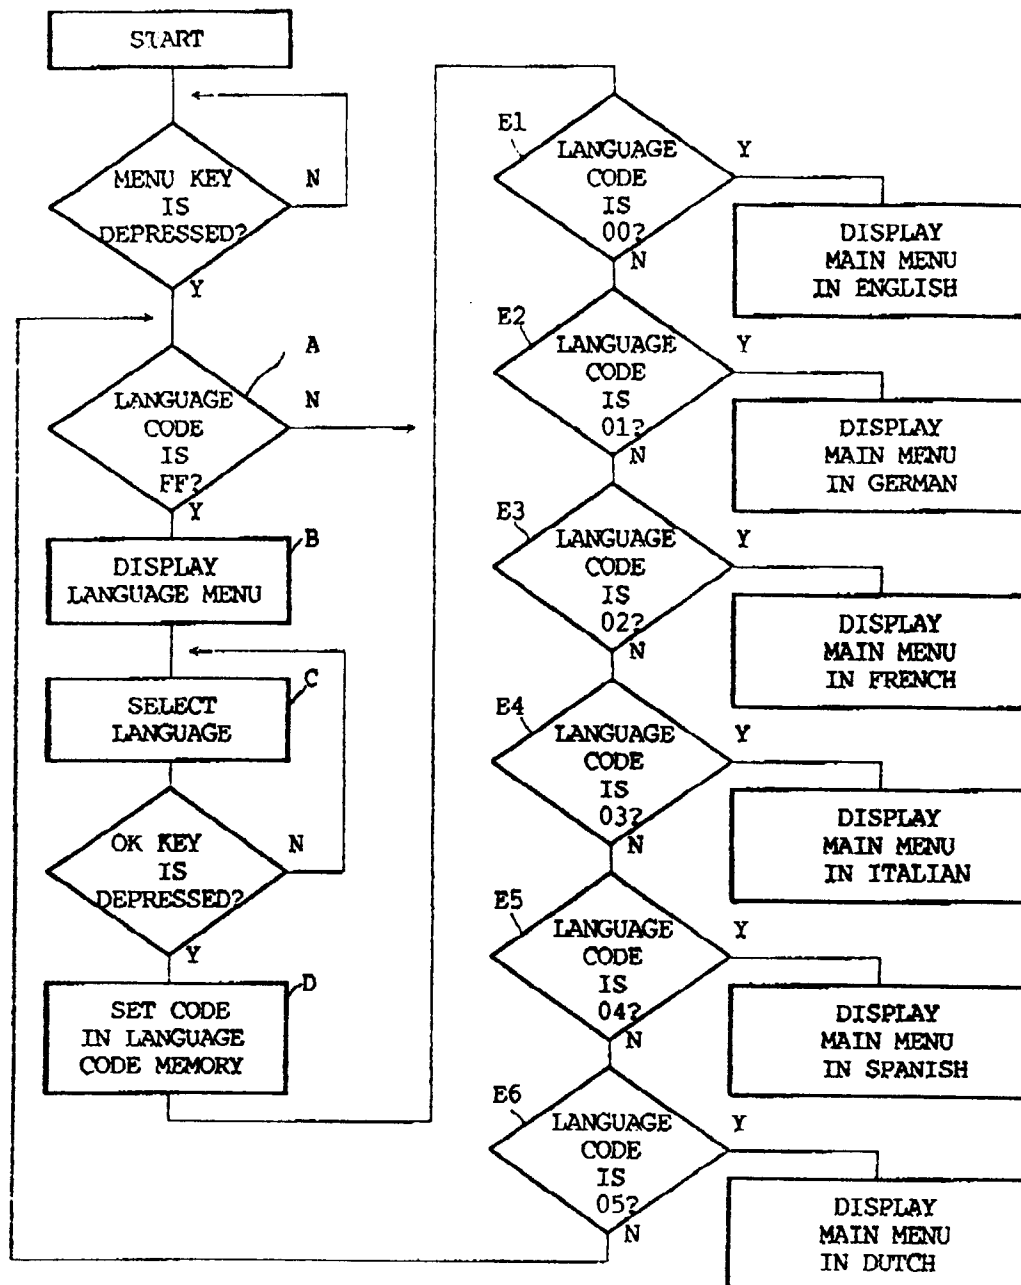 START
MENU KEY
IS
DEPRESSED?
N
Y
A
LANGUAGE
CODE
IS
FF?
N
Y
B
DISPLAY
LANGUAGE MENU
C
SELECT
LANGUAGE
OK KEY
IS
DEPRESSED?
N
Y
D
SET CODE
IN LANGUAGE
CODE MEMORY
E1
LANGUAGE
CODE
IS
00?
Y
N
DISPLAY
MAIN MENU
IN ENGLISH
E2
LANGUAGE
CODE
IS
01?
Y
N
DISPLAY
MAIN MENU
IN GERMAN
E3
LANGUAGE
CODE
IS
02?
Y
N
DISPLAY
MAIN MENU
IN FRENCH
E4
LANGUAGE
CODE
IS
03?
Y
N
DISPLAY
MAIN MENU
IN ITALIAN
E5
LANGUAGE
CODE
IS
04?
Y
N
DISPLAY
MAIN MENU
IN SPANISH
E6
LANGUAGE
CODE
IS
05?
Y
N
DISPLAY
MAIN MENU
IN DUTCH